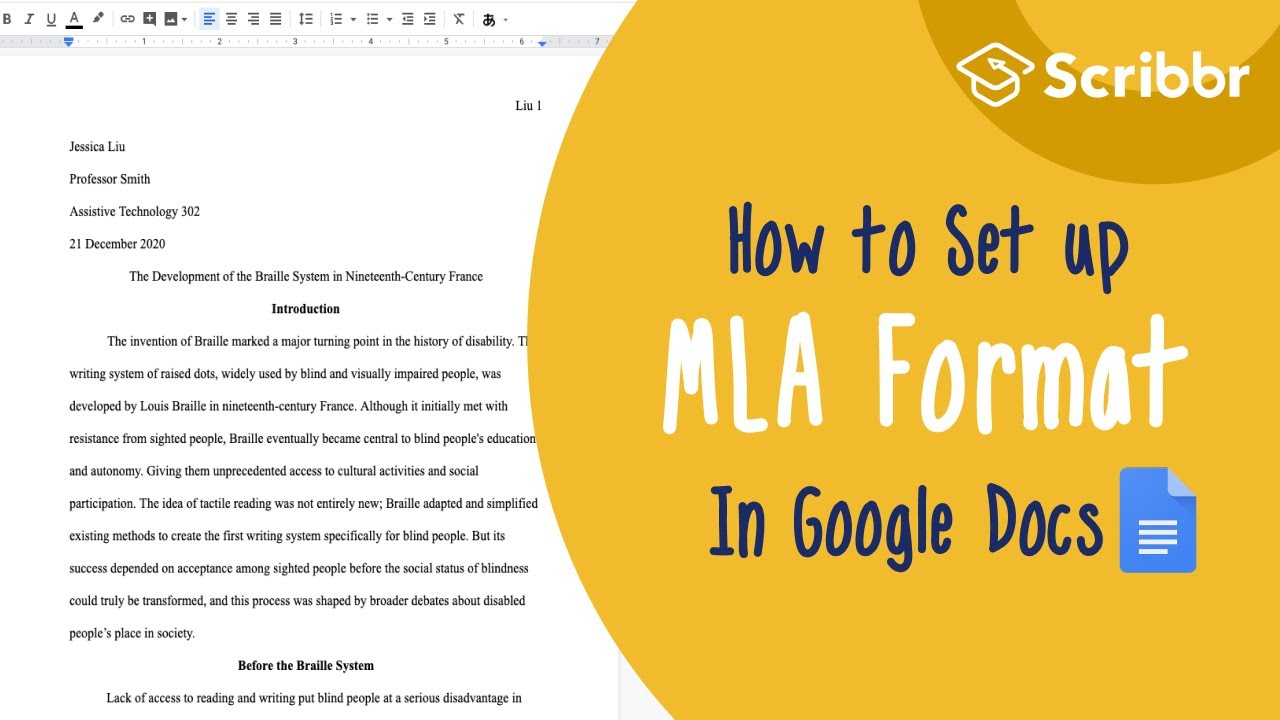 1 2 3 4 5 6 7
Liu 1
Jessica Liu
Professor Smith
Assistive Technology 302
21 December 2020
The Development of the Braille System in Nineteenth-Century France
Introduction
The invention of Braille marked a major turning point in the history of disability.
writing system of raised dots, widely used by blind and visually impaired people, was
developed by Louis Braille in nineteenth-century France. Although it initially met with
resistance from sighted people, Braille eventually became central to blind people's education
and autonomy. Giving them unprecedented access to cultural activities and social
participation. The idea of tactile reading was not entirely new; Braille adapted and simplified
existing methods to create the first writing system specifically for blind people. But its
success depended on acceptance among sighted people before the social status of blindness
could truly be transformed, and this process was shaped by broader debates about disabled
people’s place in society.
Before the Braille System
Lack of access to reading and writing put blind people at a serious disadvantage in
Scribbr
How to Set up
MLA Format
In Google Docs